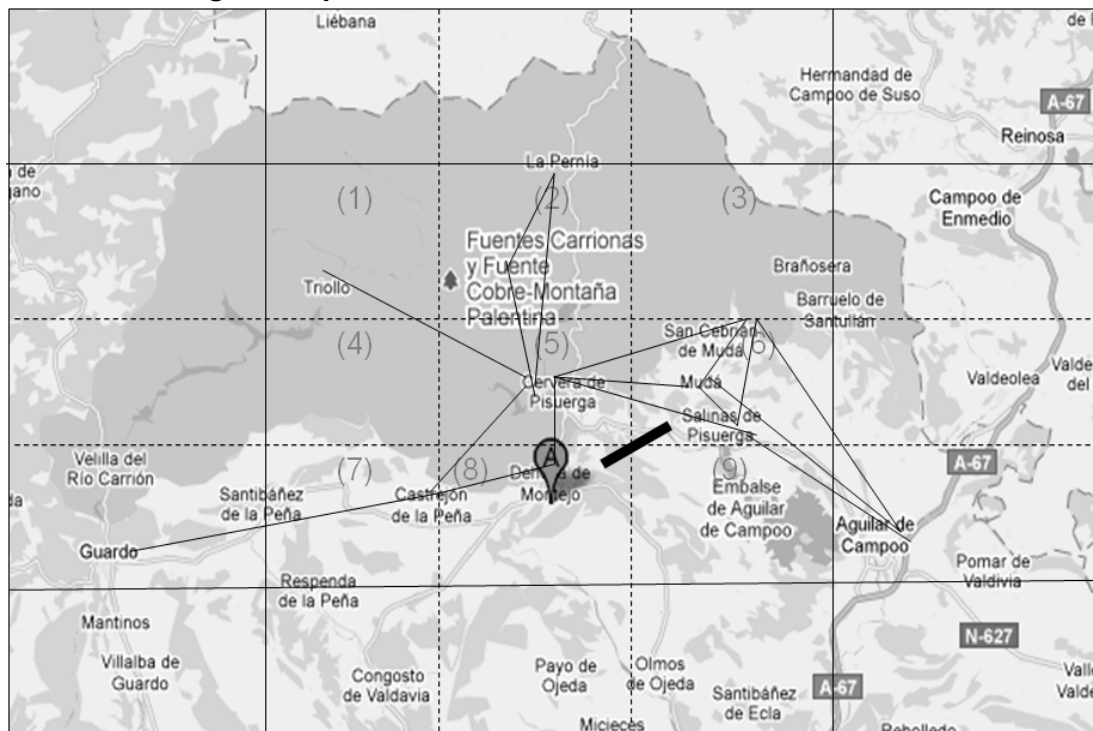 Liébana
de
Hermandad de
Campoo de Suso
A-67
Reinosa
La Pernía
de
gano
(1)
(2)
(3)
Campoo de
Enmedio
Fuentes Carrionas
y Fuente
Cobre-Montaña
Palentina
Brañosera
Triollo
Barruelo de
Santullán
(4)
(5)
San Cebrián
de Mudá
(6)
Cervera de
Pisuerga
Mudá
Valdeolea
Valde
del
Salinas de
Pisuerga
Velilla del
Río Carrión
(7)
(8)
A
(9)
A-67
Santibáñez
de la Peña
Castrejón
de la Peña
Montejo
Embalse
de Aguilar
de Campoo
Aguilar de
Campoo
Guardo
Pomar de
Valdivia
Respenda
de la Peña
Mantinos
N-627
Villalba de
Guardo
Congosto
de Valdavia
Payo de
Ojeda
Olmos
de Ojeda
Santibáñez
de Ecla
A-67
Valde
Micieces